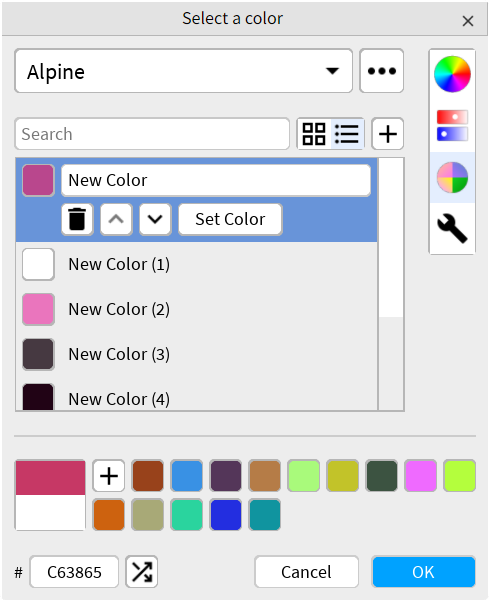 Select a color
Alpine
Search
New Color
Set Color
New Color (1)
New Color (2)
New Color (3)
New Color (4)
# C63865
Cancel
OK